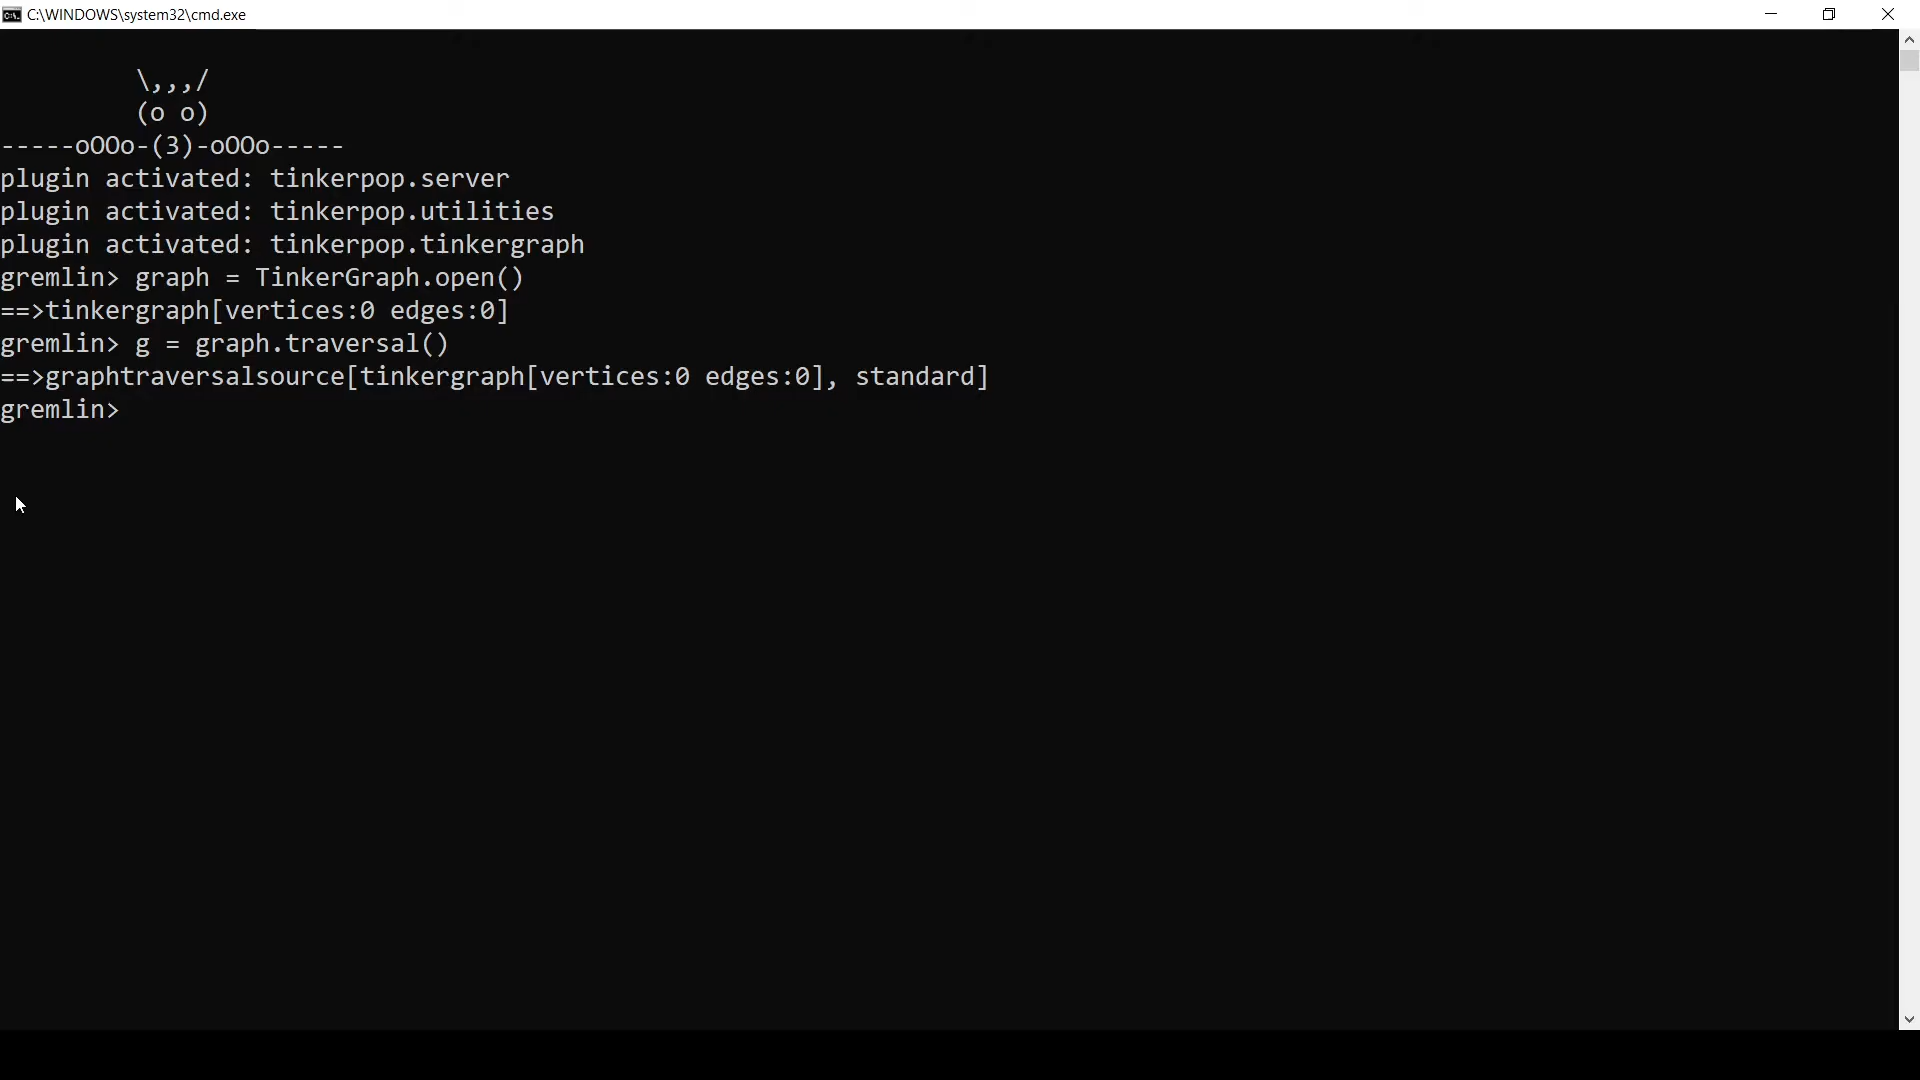 C:\WINDOWS\system32\cmd.exe
\,,,/
(o o)
-----oOOo-(3)-oOOo-----
plugin activated: tinkerpop.server
plugin activated: tinkerpop.utilities
plugin activated: tinkerpop.tinkergraph
gremlin> graph = TinkerGraph.open()
==>tinkergraph[vertices:0 edges:0]
gremlin> g = graph.traversal()
==>graphtraversalsource[tinkergraph[vertices:0 edges:0], standard]
gremlin>